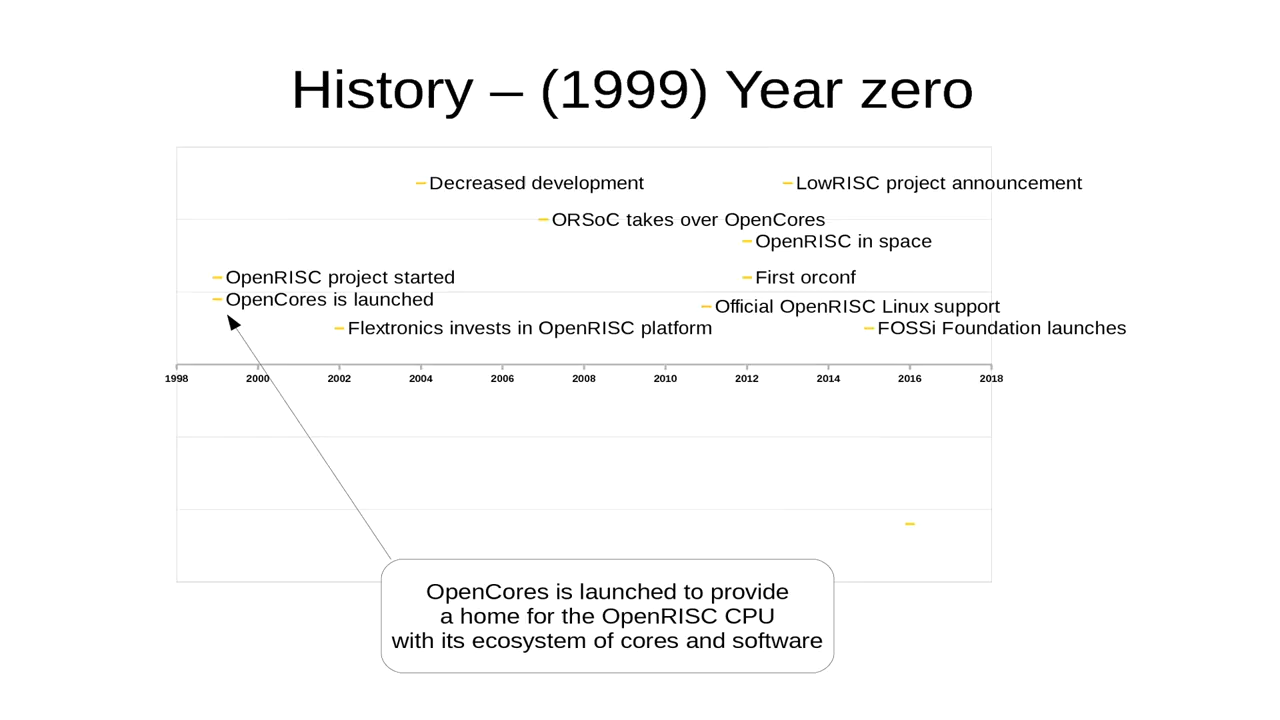 History – (1999) Year zero
Decreased development
LowRISC project announcement
ORSoC takes over OpenCores
OpenRISC in space
OpenRISC project started
First orconf
OpenCores is launched
Official OpenRISC Linux support
Flextronics invests in OpenRISC platform
FOSSi Foundation launches
1998 2000 2002 2004 2006 2008 2010 2012 2014 2016 2018
OpenCores is launched to provide
a home for the OpenRISC CPU
with its ecosystem of cores and software